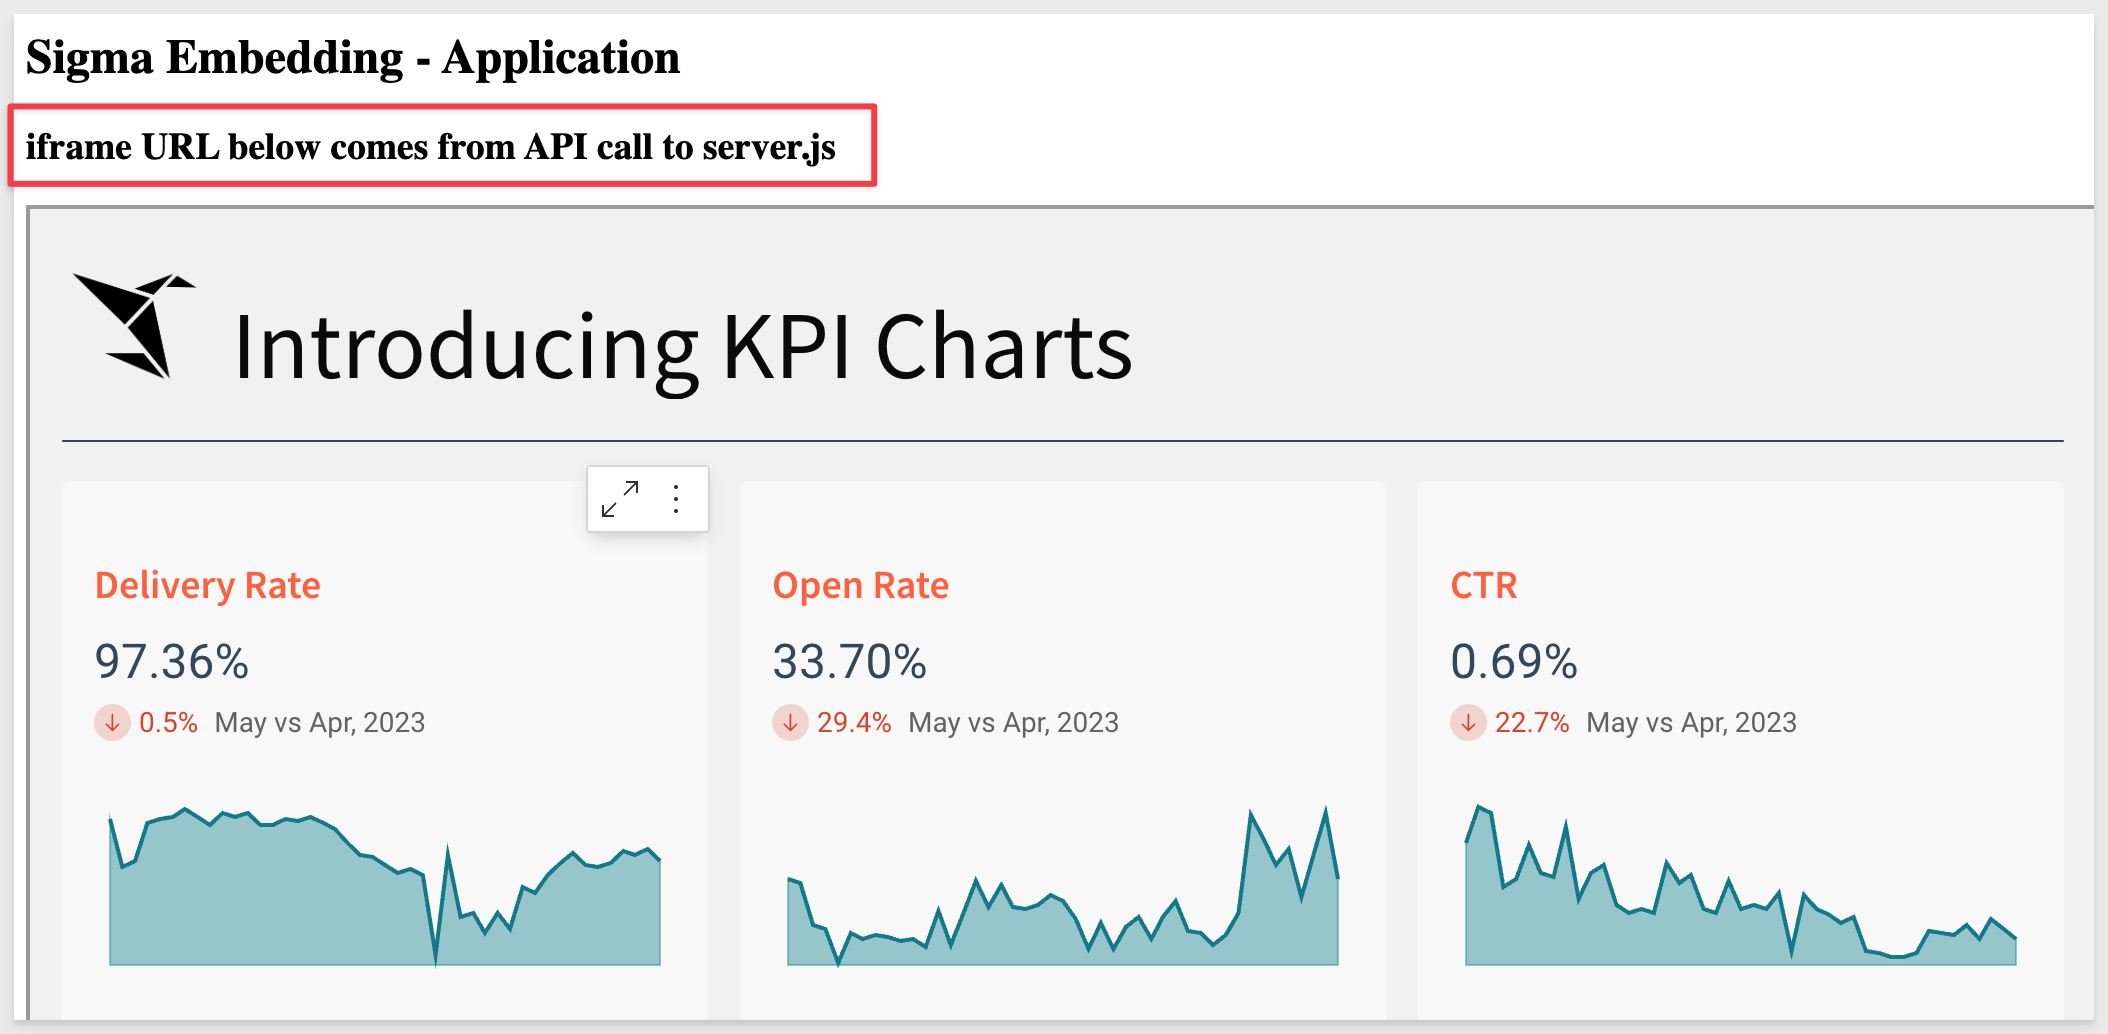 Sigma Embedding - Application
iframe URL below comes from API call to server.js
Introducing KPI Charts
Delivery Rate
97.36%
0.5% May vs Apr, 2023
Open Rate
33.70%
29.4% May vs Apr, 2023
CTR
0.69%
22.7% May vs Apr, 2023